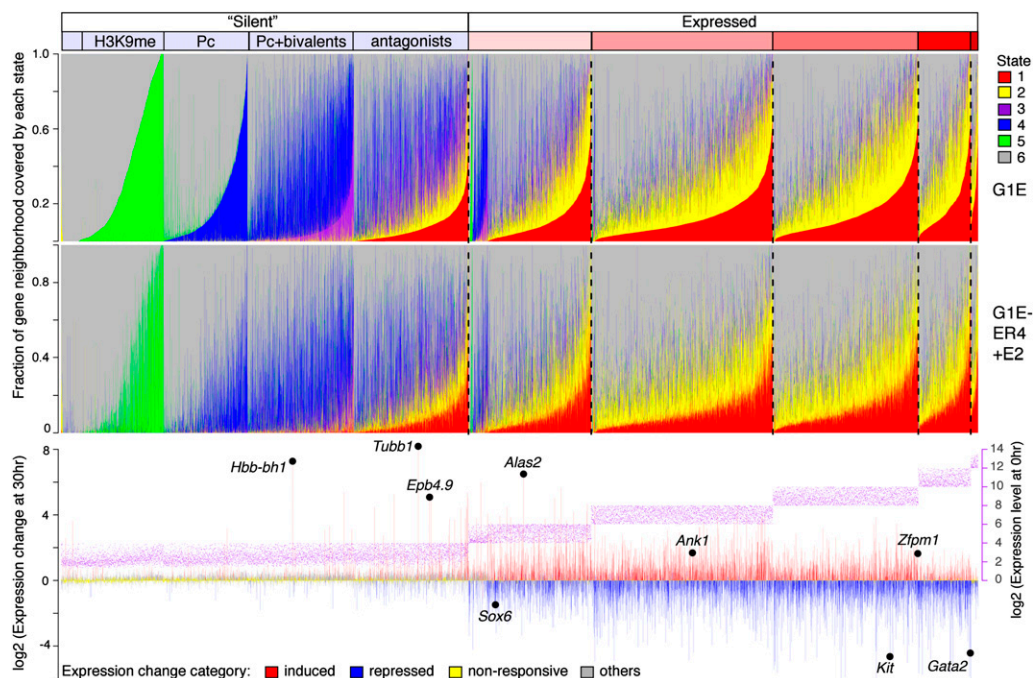 “Silent”
Expressed
H3K9me
Pc
Pc+bivalents
antagonists
Fraction of gene neighborhood covered by each state
1.0
0.6
0.2
0.8
0.4
0
State
1
2
3
4
5
6
G1E
G1E-
ER4
+E2
log2 (Expression change at 30hr)
8
4
0
-4
Hbb-bh1
Tubb1
Epb4.9
Alas2
Sox6
Ank1
Zfpm1
Kit
Gata2
14
12
10
8
6
4
2
0
log2 (Expression level at 0hr)
Expression change category: induced repressed non-responsive others